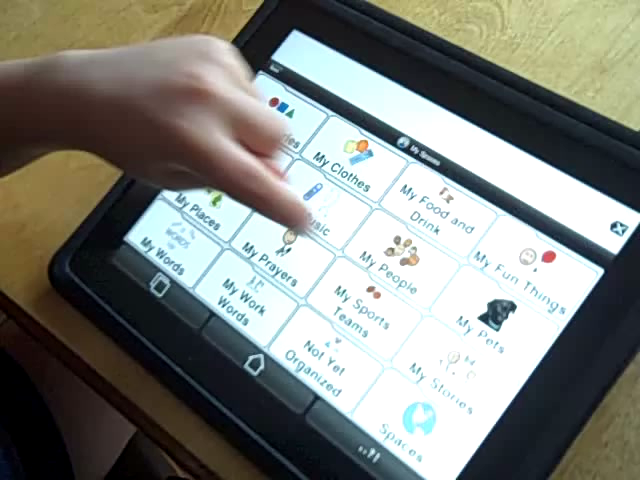 My Spaces
My Clothes
My Food and
Drink
My Fun Things
My Places
My People
My Pets
My Words
WORDS
My Prayers
My Sports
Teams
My Stories
My Work
Words
Not Yet
Organized
Spaces